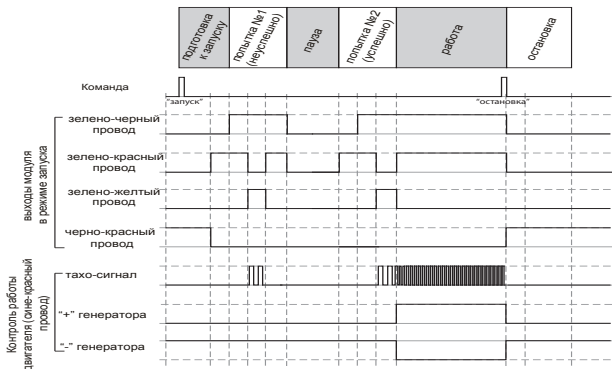 подготовка
к запуску
попытка №1
(неуспешно)
пауза
попытка №2
(успешно)
работа
остановка
Команда
"запуск"
"остановка"
выходы модуля
в режиме запуска
зелено-черный
провод
зелено-красный
провод
зелено-желтый
провод
черно-красный
провод
Контроль работы
двигателя (сине-красный
провод)
тахо-сигнал
"+" генератора
"-" генератора